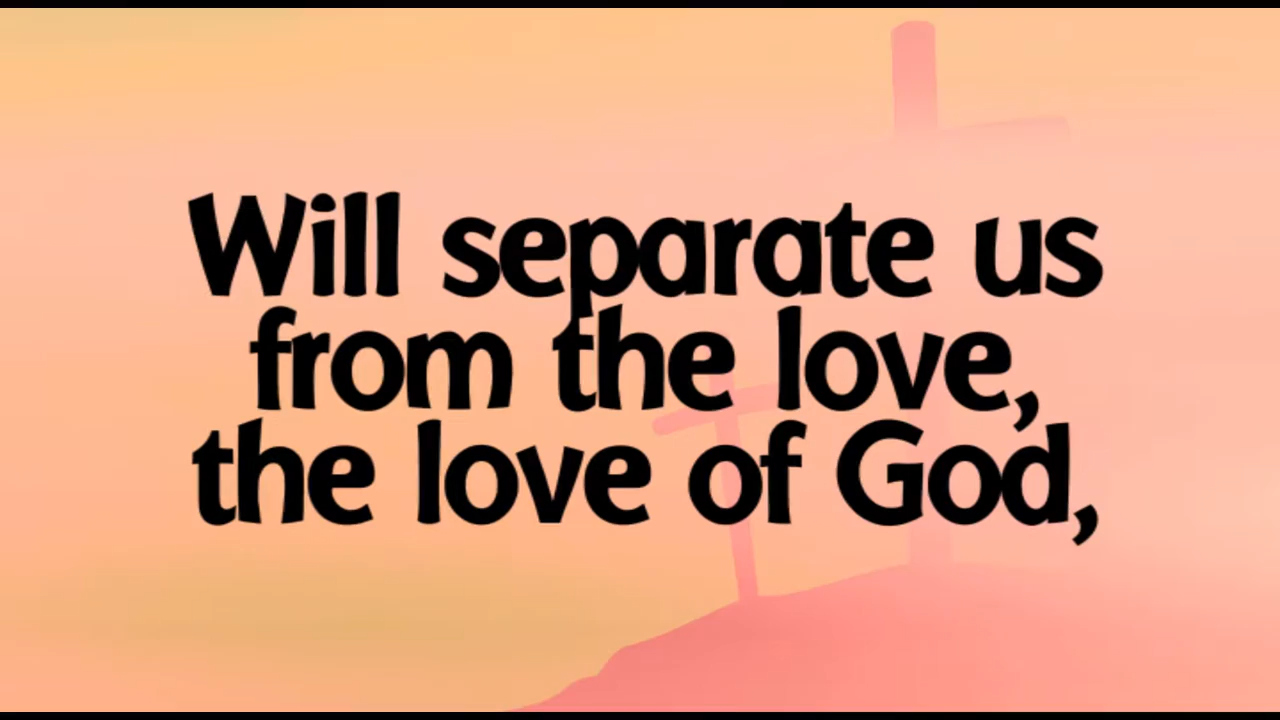 Will separate us
from the love,
the love of God,